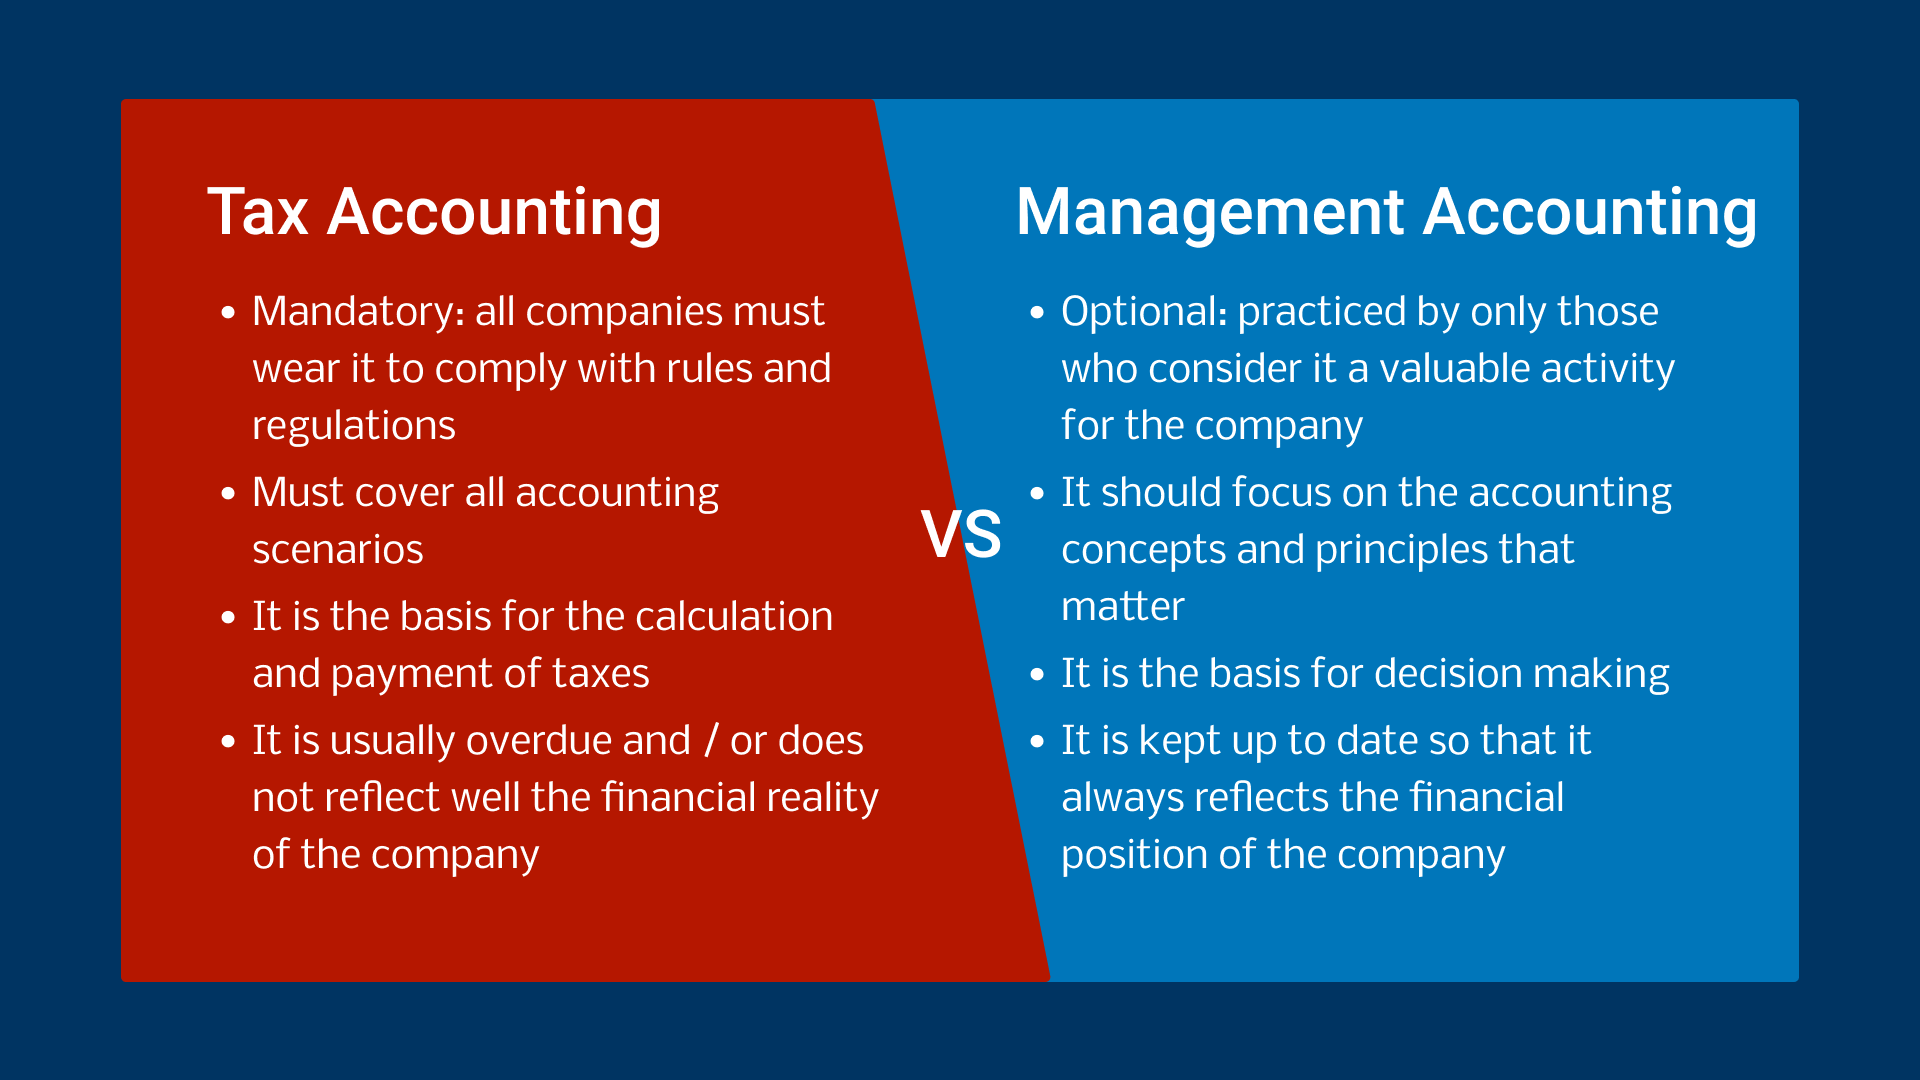 Tax Accounting
• Mandatory: all companies must
wear it to comply with rules and
regulations
• Must cover all accounting
scenarios
• It is the basis for the calculation
and payment of taxes
• It is usually overdue and / or does
not reflect well the financial reality
of the company
VS
Management Accounting
• Optional: practiced by only those
who consider it a valuable activity
for the company
• It should focus on the accounting
concepts and principles that
matter
• It is the basis for decision making
• It is kept up to date so that it
always reflects the financial
position of the company